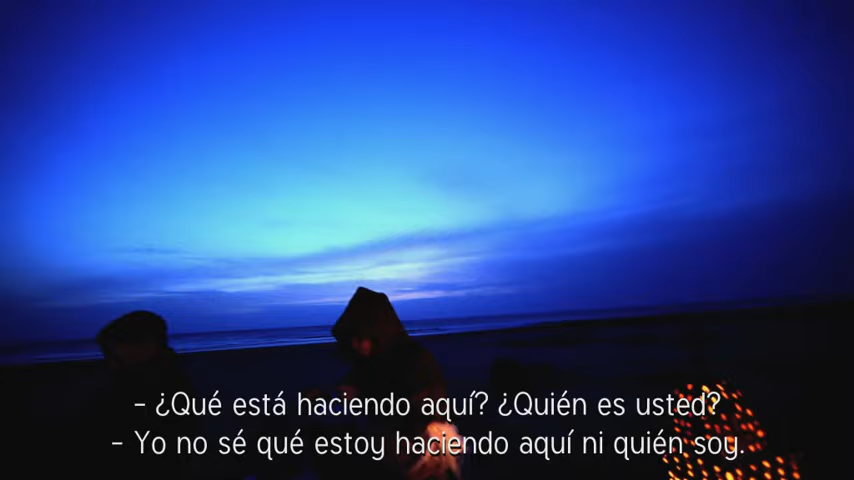 - ¿Qué está haciendo aquí? ¿Quién es usted?
- Yo no sé qué estoy haciendo aquí ni quién soy.